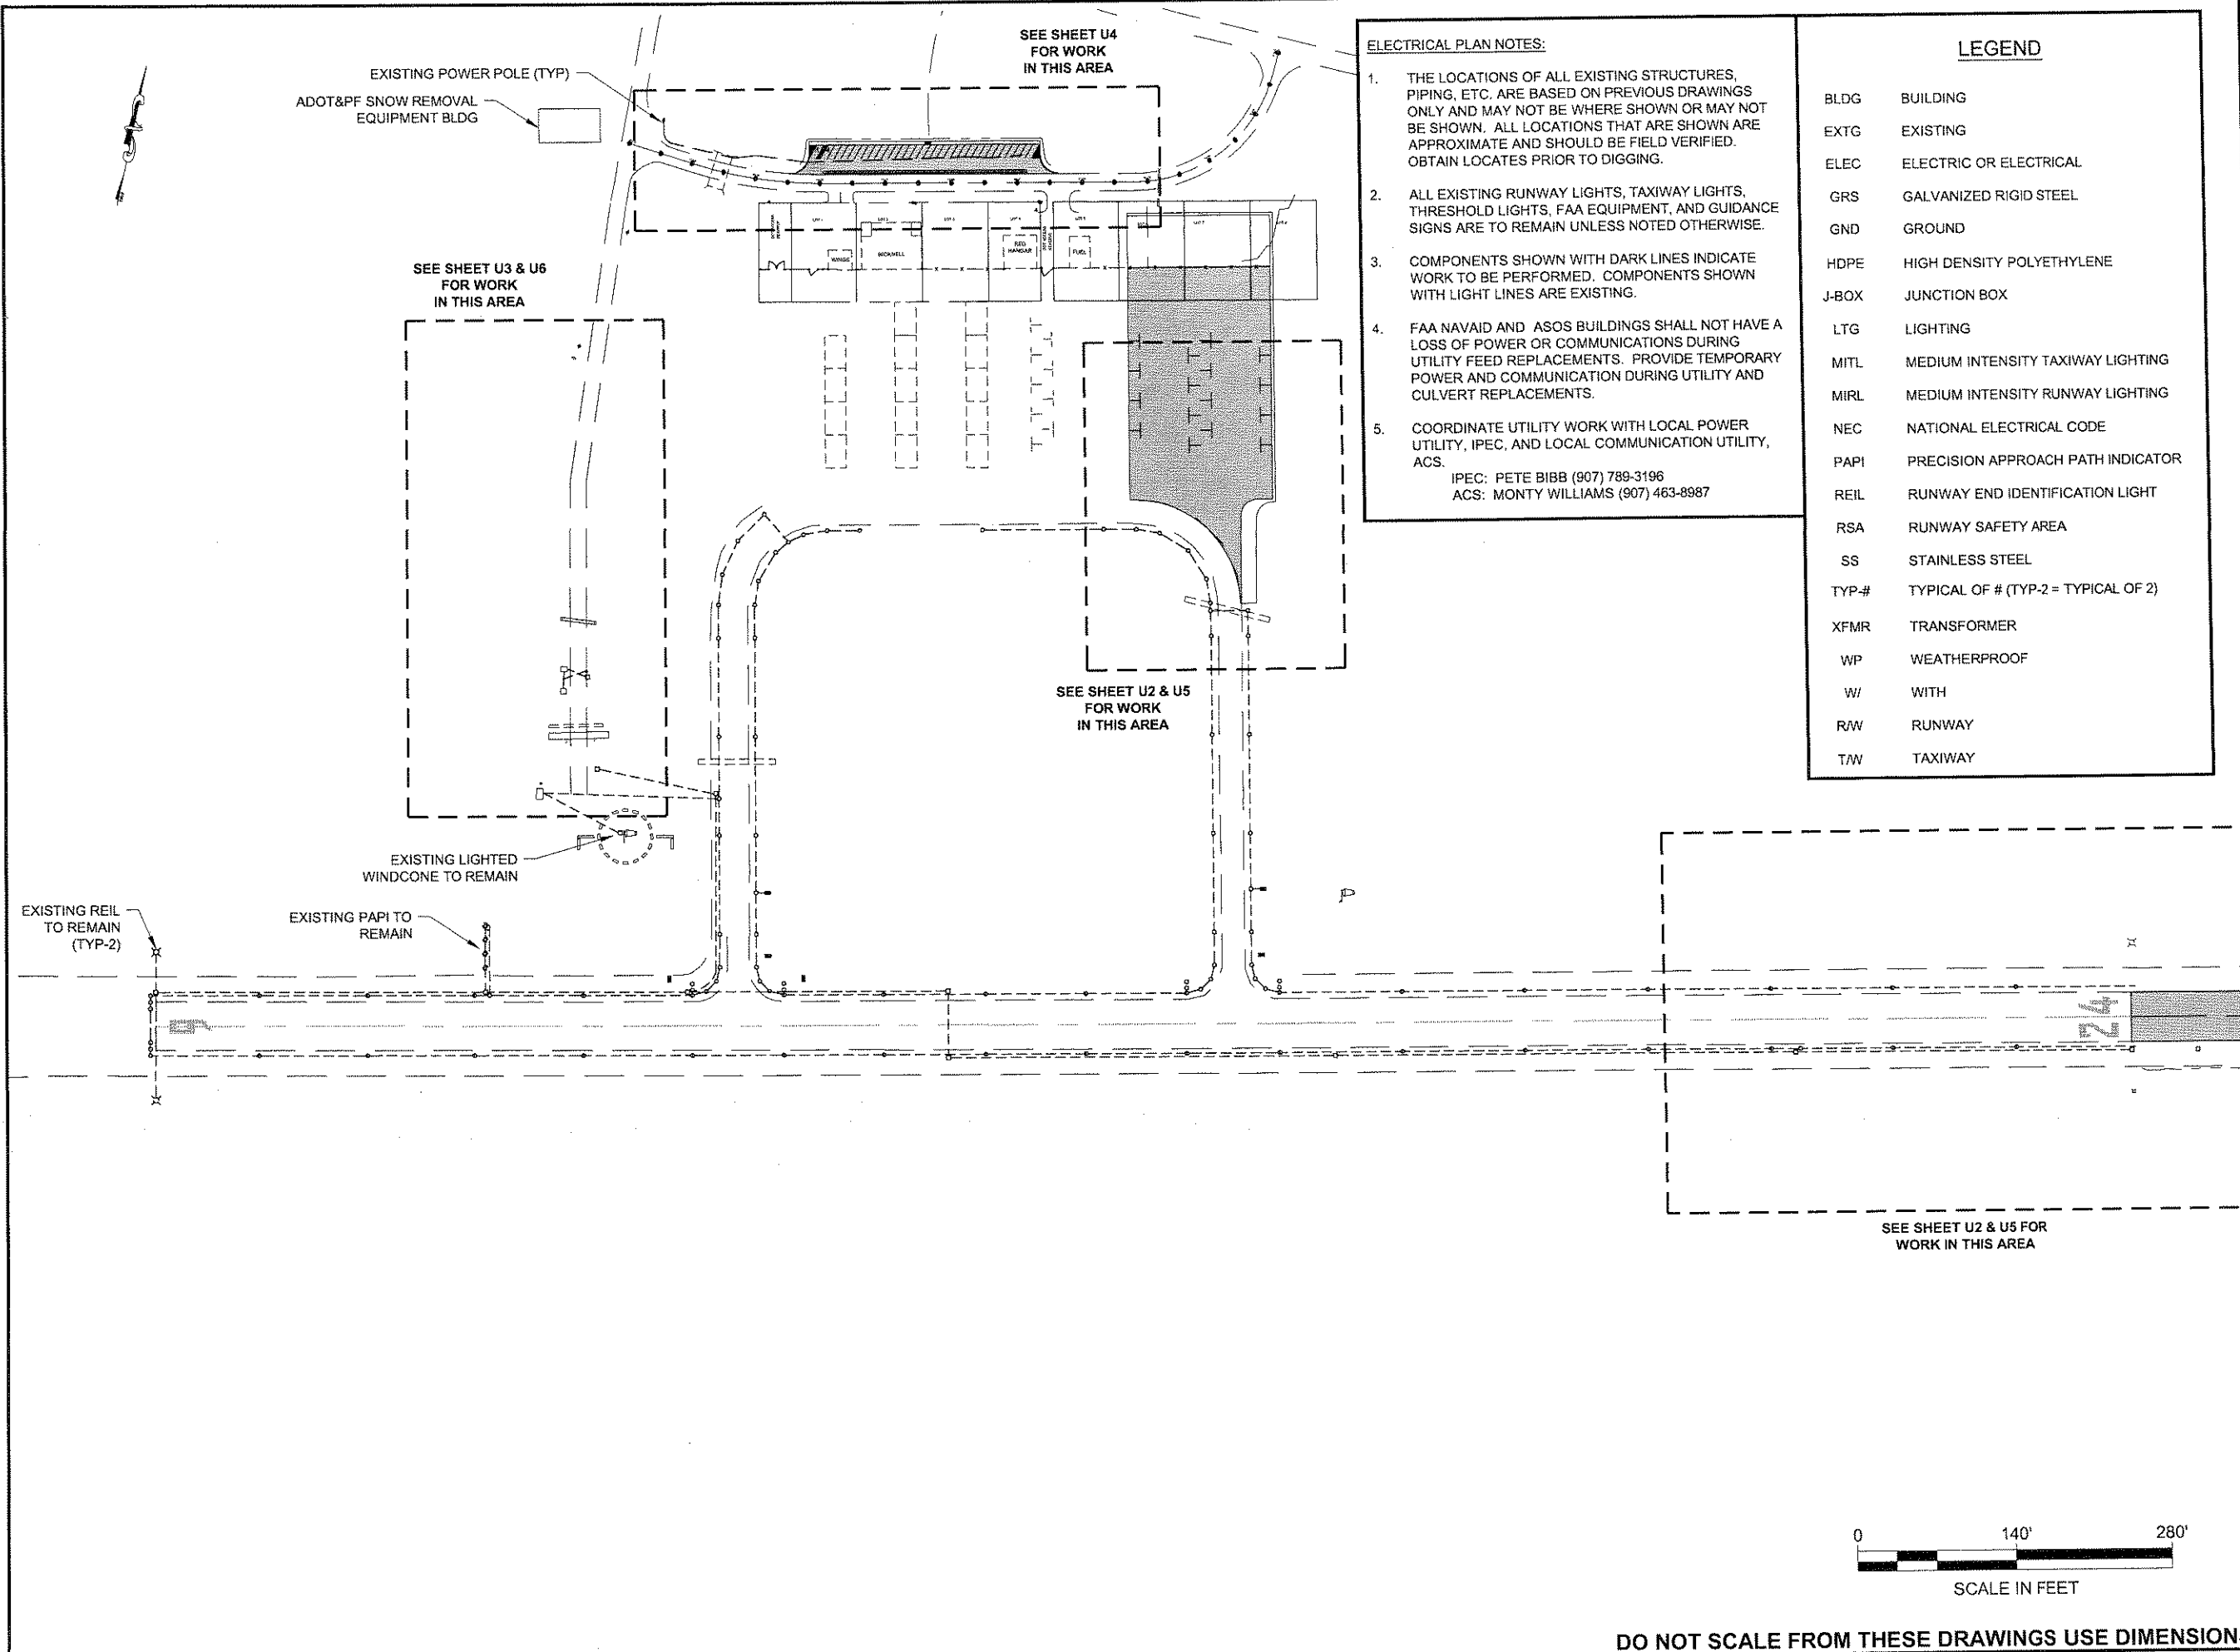 SEE SHEET U4
FOR WORK
IN THIS AREA
EXISTING POWER POLE (TYP)
ADOT&PF SNOW REMOVAL
EQUIPMENT BLDG
SEE SHEET U3 & U6
FOR WORK
IN THIS AREA
WINGS
REG
HANGAR
FUEL
SEE SHEET U2 & U5
FOR WORK
IN THIS AREA
EXISTING LIGHTED
WINDCONE TO REMAIN
EXISTING REIL
TO REMAIN
(TYP-2)
EXISTING PAPI TO
REMAIN
24
SEE SHEET U2 & U5 FOR
WORK IN THIS AREA
ELECTRICAL PLAN NOTES:
1. THE LOCATIONS OF ALL EXISTING STRUCTURES,
PIPING, ETC. ARE BASED ON PREVIOUS DRAWINGS
ONLY AND MAY NOT BE WHERE SHOWN OR MAY NOT
BE SHOWN. ALL LOCATIONS THAT ARE SHOWN ARE
APPROXIMATE AND SHOULD BE FIELD VERIFIED.
OBTAIN LOCATES PRIOR TO DIGGING.
2. ALL EXISTING RUNWAY LIGHTS, TAXIWAY LIGHTS,
THRESHOLD LIGHTS, FAA EQUIPMENT, AND GUIDANCE
SIGNS ARE TO REMAIN UNLESS NOTED OTHERWISE.
3. COMPONENTS SHOWN WITH DARK LINES INDICATE
WORK TO BE PERFORMED. COMPONENTS SHOWN
WITH LIGHT LINES ARE EXISTING.
4. FAA NAVAID AND ASOS BUILDINGS SHALL NOT HAVE A
LOSS OF POWER OR COMMUNICATIONS DURING
UTILITY FEED REPLACEMENTS. PROVIDE TEMPORARY
POWER AND COMMUNICATION DURING UTILITY AND
CULVERT REPLACEMENTS.
5. COORDINATE UTILITY WORK WITH LOCAL POWER
UTILITY, IPEC, AND LOCAL COMMUNICATION UTILITY,
ACS.
IPEC: PETE BIBB (907) 789-3196
ACS: MONTY WILLIAMS (907) 463-8987
LEGEND
BLDG BUILDING
EXTG EXISTING
ELEC ELECTRIC OR ELECTRICAL
GRS GALVANIZED RIGID STEEL
GND GROUND
HDPE HIGH DENSITY POLYETHYLENE
J-BOX JUNCTION BOX
LTG LIGHTING
MITL MEDIUM INTENSITY TAXIWAY LIGHTING
MIRL MEDIUM INTENSITY RUNWAY LIGHTING
NEC NATIONAL ELECTRICAL CODE
PAPI PRECISION APPROACH PATH INDICATOR
REIL RUNWAY END IDENTIFICATION LIGHT
RSA RUNWAY SAFETY AREA
SS STAINLESS STEEL
TYP-# TYPICAL OF # (TYP-2 = TYPICAL OF 2)
XFMR TRANSFORMER
WP WEATHERPROOF
W/ WITH
R/W RUNWAY
T/W TAXIWAY
0 140' 280'
SCALE IN FEET
DO NOT SCALE FROM THESE DRAWINGS USE DIMENSION